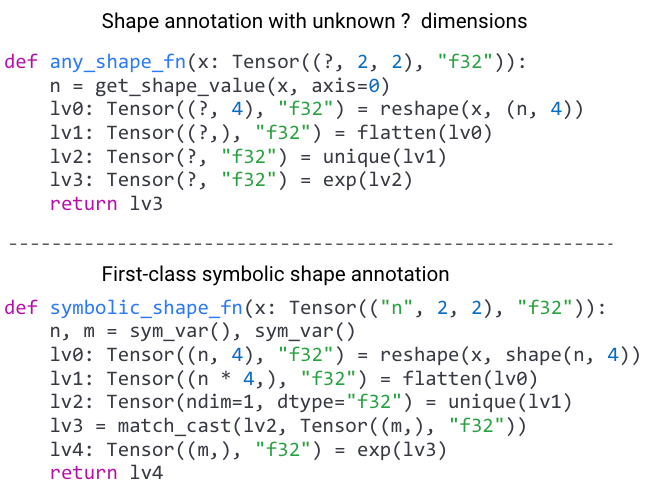 Shape annotation with unknown ? dimensions
def any_shape_fn(x: Tensor((?, 2, 2), "f32")):
    n = get_shape_value(x, axis=0)
    lv0: Tensor((?, 4), "f32") = reshape(x, (n, 4))
    lv1: Tensor((?,), "f32") = flatten(lv0)
    lv2: Tensor(?, "f32") = unique(lv1)
    lv3: Tensor(?, "f32") = exp(lv2)
    return lv3
First-class symbolic shape annotation
def symbolic_shape_fn(x: Tensor(("n", 2, 2), "f32")):
    n, m = sym_var(), sym_var()
    lv0: Tensor((n, 4), "f32") = reshape(x, shape(n, 4))
    lv1: Tensor((n * 4,), "f32") = flatten(lv0)
    lv2: Tensor(ndim=1, dtype="f32") = unique(lv1)
    lv3 = match_cast(lv2, Tensor((m,), "f32"))
    lv4: Tensor((m,), "f32") = exp(lv3)
    return lv4